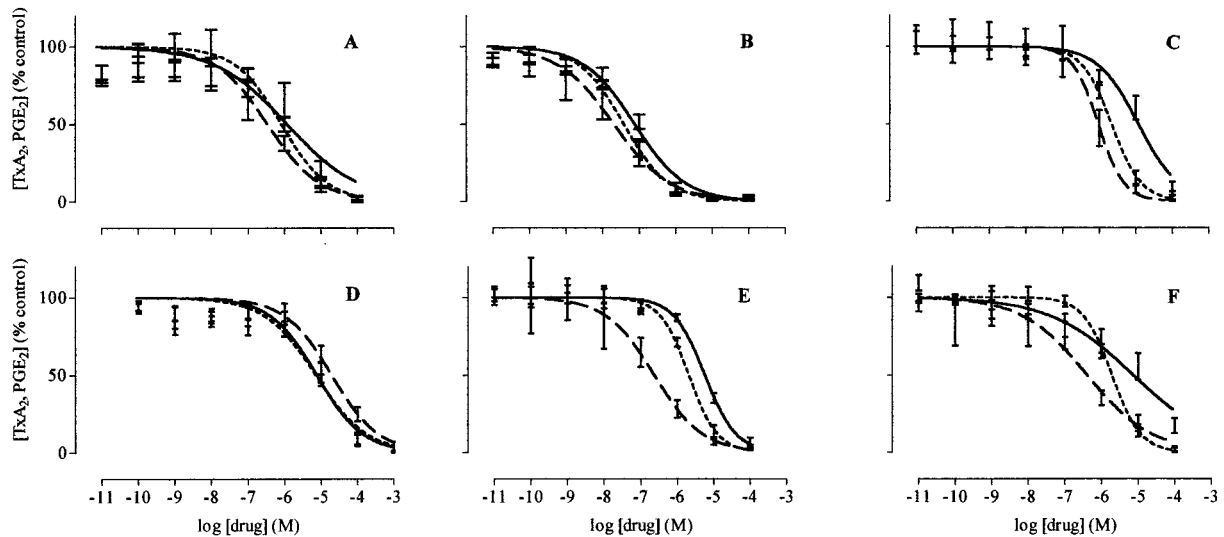 A
B
C
[TxA2, PGE2] (% control)
100
50
0
D
E
F
[TxA2, PGE2] (% control)
100
50
0
-11 -10 -9 -8 -7 -6 -5 -4 -3
-11 -10 -9 -8 -7 -6 -5 -4 -3
-11 -10 -9 -8 -7 -6 -5 -4 -3
log [drug] (M)
log [drug] (M)
log [drug] (M)